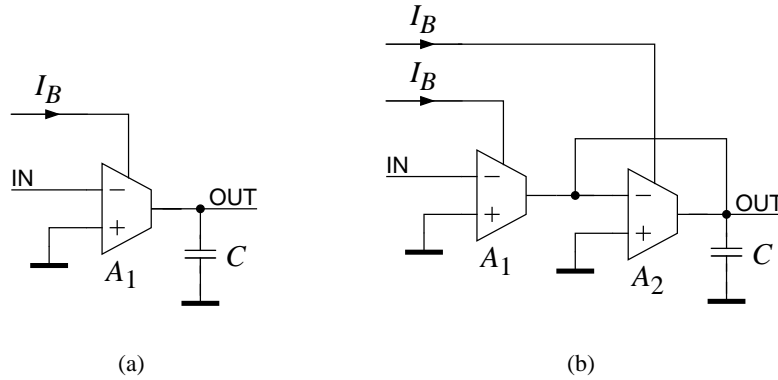 I_B
I_B
I_B
IN
−
+
OUT
A_1
C
IN
−
+
−
+
OUT
A_1
A_2
C
(a)
(b)